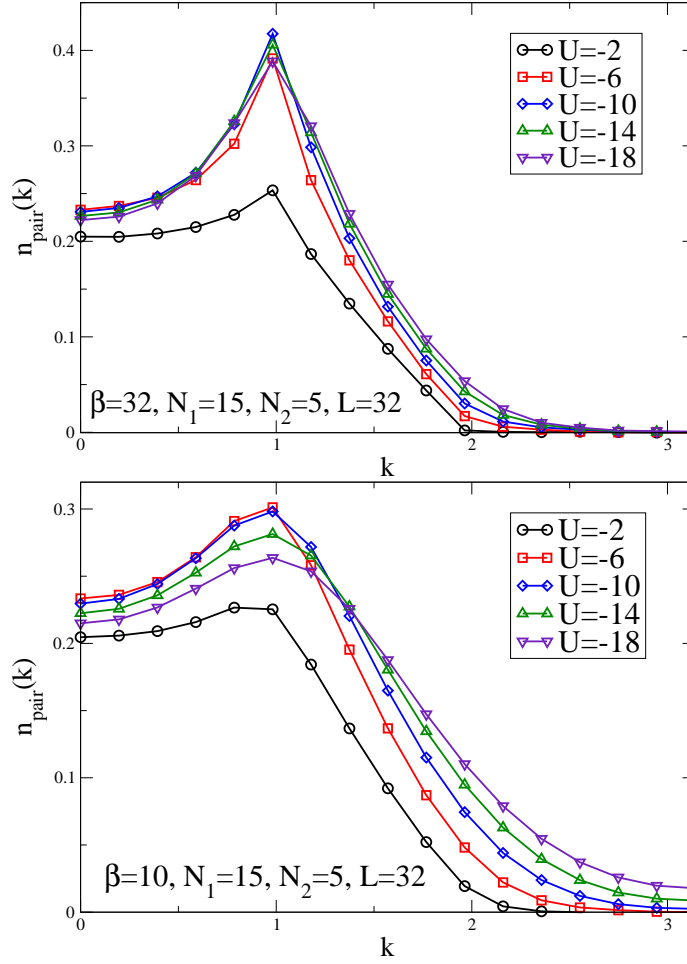 0.4
0.3
0.2
0.1
0
n_pair(k)
U=-2
U=-6
U=-10
U=-14
U=-18
β=32, N_1=15, N_2=5, L=32
0 1 2 3
k
0.3
0.2
0.1
0
n_pair(k)
U=-2
U=-6
U=-10
U=-14
U=-18
β=10, N_1=15, N_2=5, L=32
0 1 2 3
k